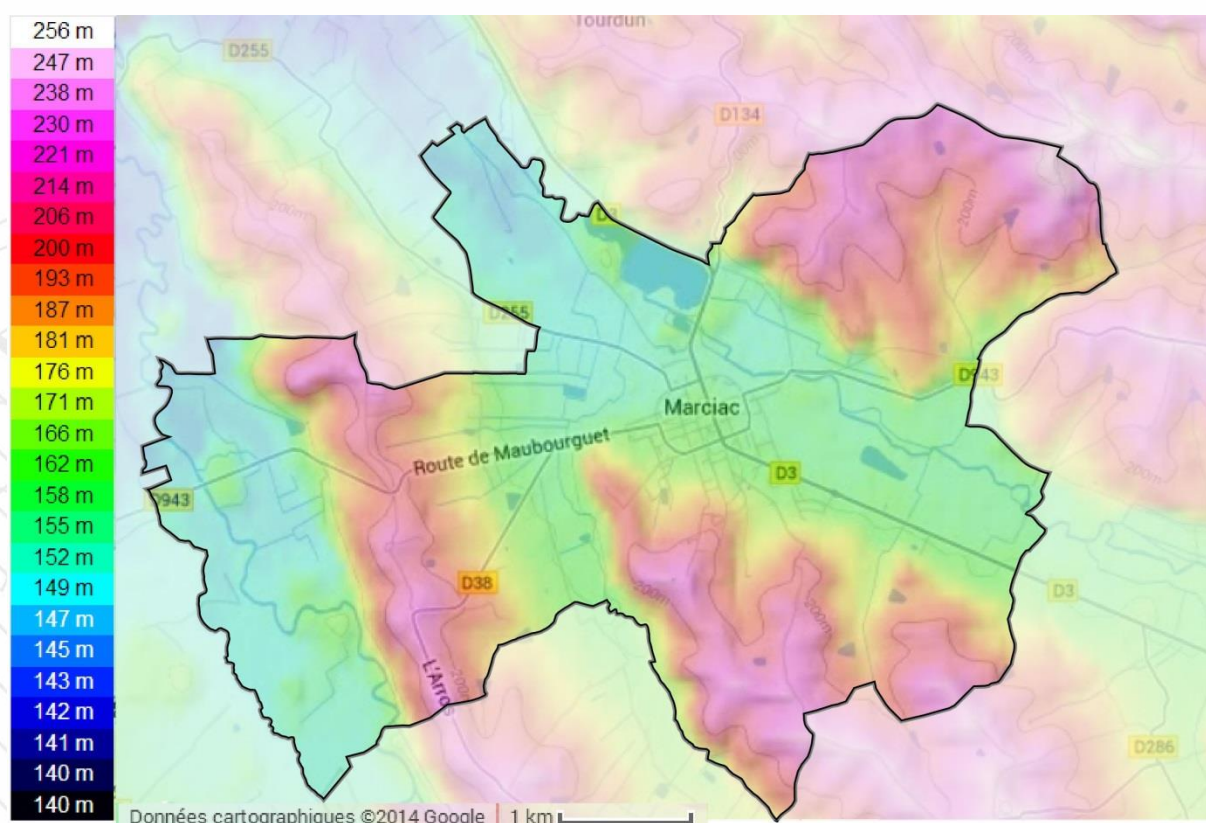 256 m
247 m
238 m
230 m
221 m
214 m
206 m
200 m
193 m
187 m
181 m
176 m
171 m
166 m
162 m
158 m
155 m
152 m
149 m
147 m
145 m
143 m
142 m
141 m
140 m
140 m
Tourdun
D255
D134
200m
200m
200m
D255
D943
Marciac
Route de Maubourguet
D943
D3
200m
D38
200m
200m
D3
L'Arros
D286
Données cartographiques ©2014 Google
1 km